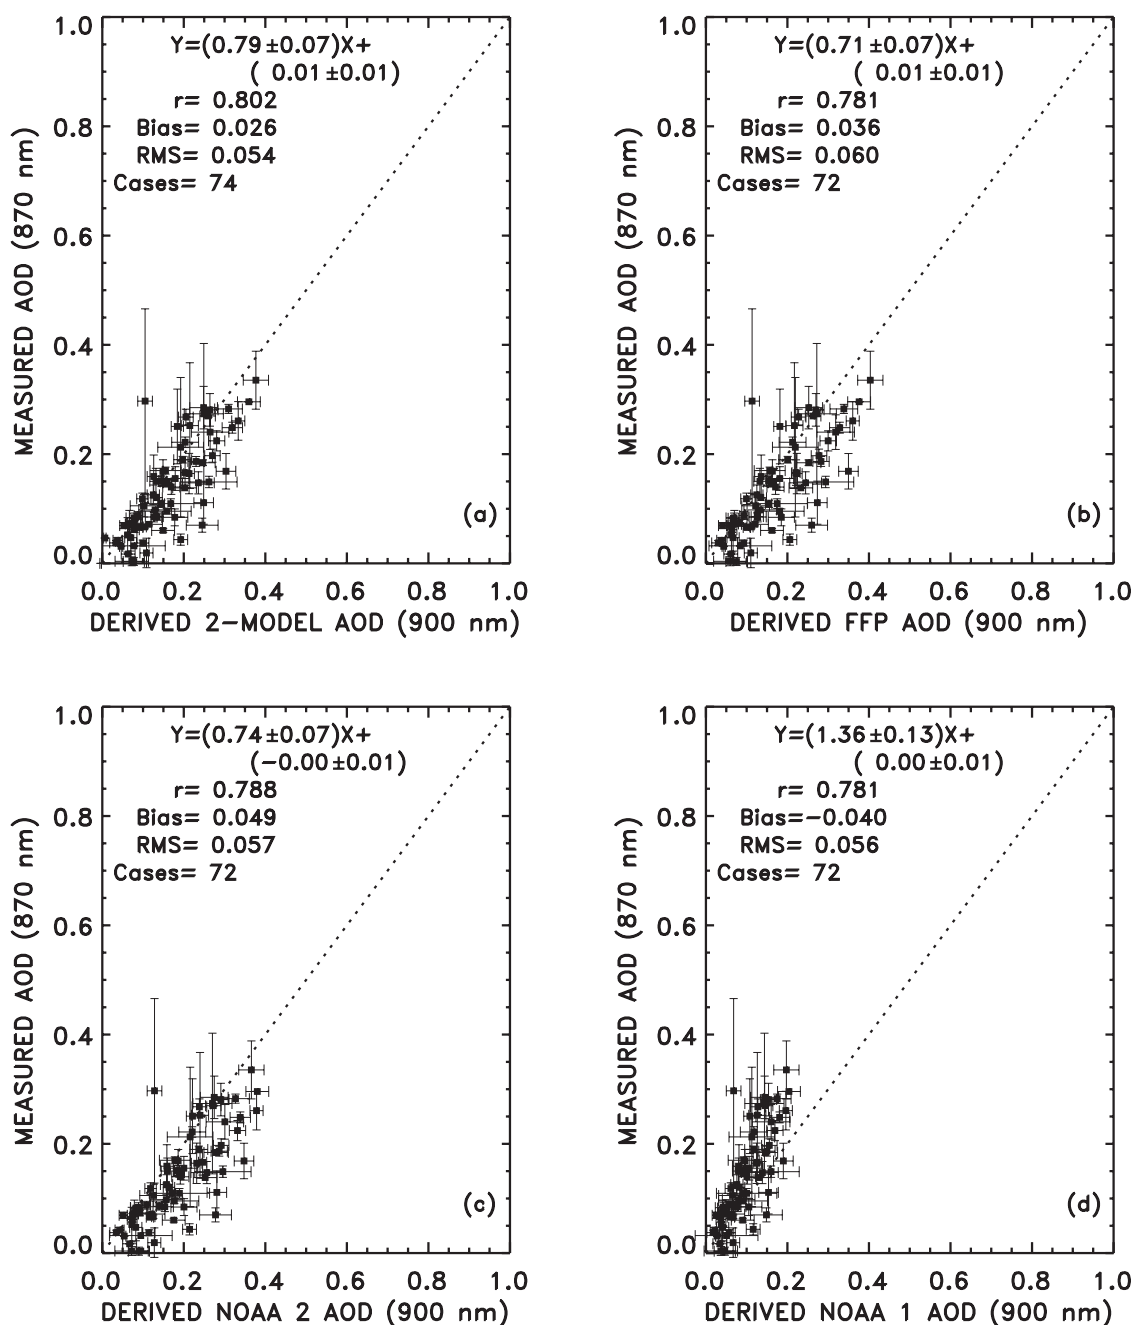 1.0
Y=(0.79±0.07)X+
( 0.01±0.01)
r= 0.802
0.8
Bias= 0.026
RMS= 0.054
Cases= 74
0.6
0.4
0.2
0.0
MEASURED AOD (870 nm)
(a)
0.0 0.2 0.4 0.6 0.8 1.0
DERIVED 2-MODEL AOD (900 nm)
1.0
Y=(0.71±0.07)X+
( 0.01±0.01)
r= 0.781
0.8
Bias= 0.036
RMS= 0.060
Cases= 72
0.6
0.4
0.2
0.0
MEASURED AOD (870 nm)
(b)
0.0 0.2 0.4 0.6 0.8 1.0
DERIVED FFP AOD (900 nm)
1.0
Y=(0.74±0.07)X+
(-0.00±0.01)
r= 0.788
0.8
Bias= 0.049
RMS= 0.057
Cases= 72
0.6
0.4
0.2
0.0
MEASURED AOD (870 nm)
(c)
0.0 0.2 0.4 0.6 0.8 1.0
DERIVED NOAA 2 AOD (900 nm)
1.0
Y=(1.36±0.13)X+
( 0.00±0.01)
r= 0.781
0.8
Bias=-0.040
RMS= 0.056
Cases= 72
0.6
0.4
0.2
0.0
MEASURED AOD (870 nm)
(d)
0.0 0.2 0.4 0.6 0.8 1.0
DERIVED NOAA 1 AOD (900 nm)